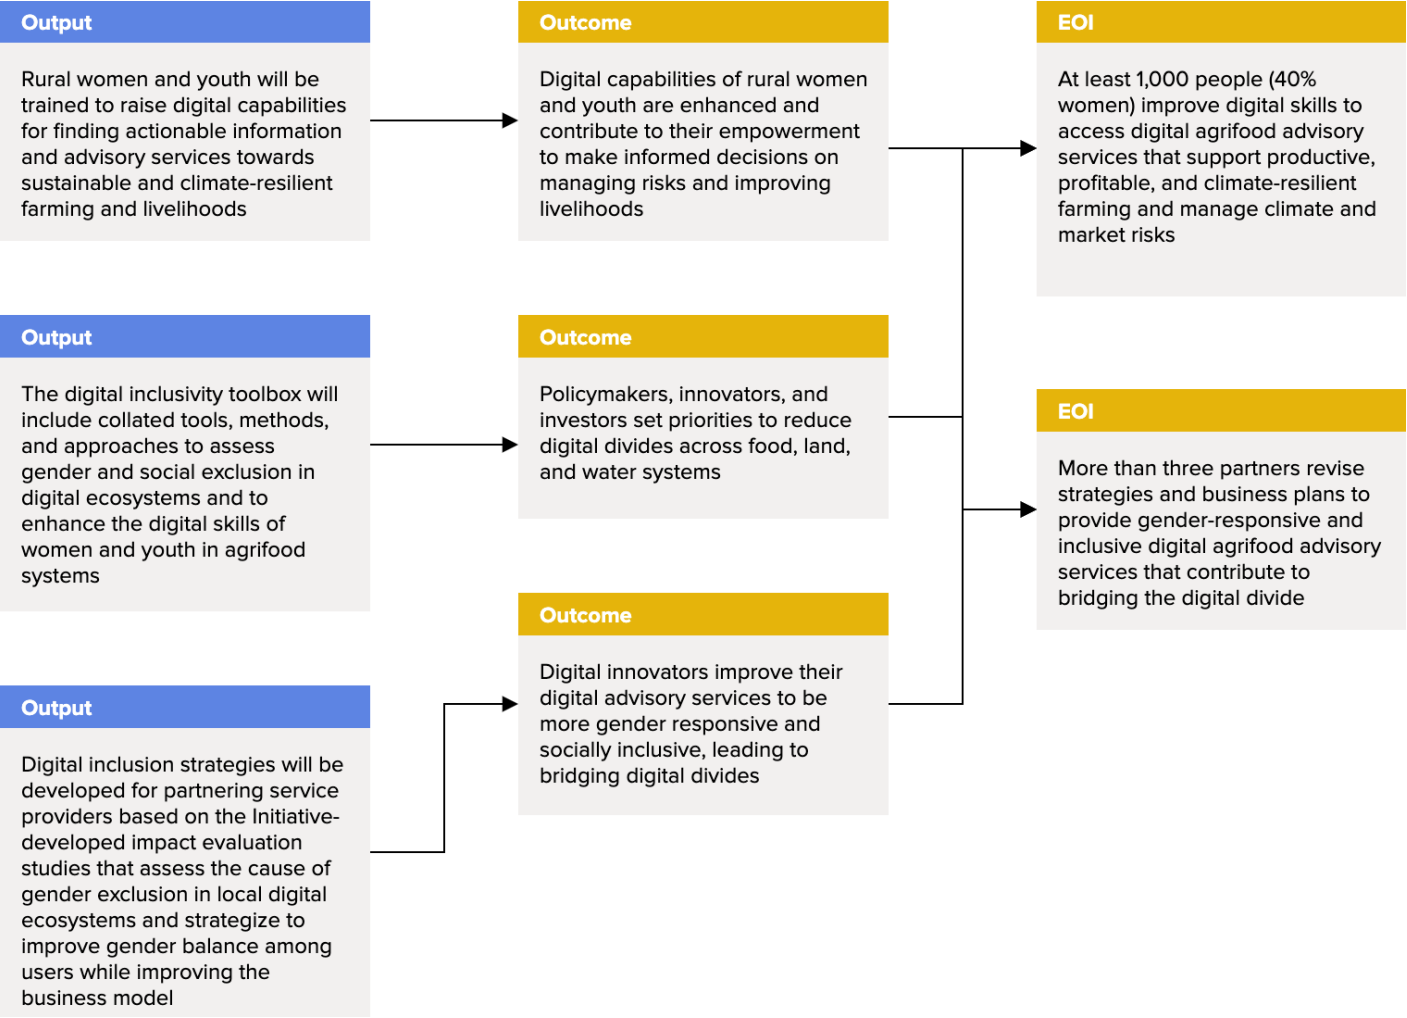 Output
Rural women and youth will be
trained to raise digital capabilities
for finding actionable information
and advisory services towards
sustainable and climate-resilient
farming and livelihoods
Outcome
Digital capabilities of rural women
and youth are enhanced and
contribute to their empowerment
to make informed decisions on
managing risks and improving
livelihoods
EOI
At least 1,000 people (40%
women) improve digital skills to
access digital agrifood advisory
services that support productive,
profitable, and climate-resilient
farming and manage climate and
market risks
Output
The digital inclusivity toolbox will
include collated tools, methods,
and approaches to assess
gender and social exclusion in
digital ecosystems and to
enhance the digital skills of
women and youth in agrifood
systems
Outcome
Policymakers, innovators, and
investors set priorities to reduce
digital divides across food, land,
and water systems
EOI
More than three partners revise
strategies and business plans to
provide gender-responsive and
inclusive digital agrifood advisory
services that contribute to
bridging the digital divide
Output
Digital inclusion strategies will be
developed for partnering service
providers based on the Initiative-
developed impact evaluation
studies that assess the cause of
gender exclusion in local digital
ecosystems and strategize to
improve gender balance among
users while improving the
business model
Outcome
Digital innovators improve their
digital advisory services to be
more gender responsive and
socially inclusive, leading to
bridging digital divides